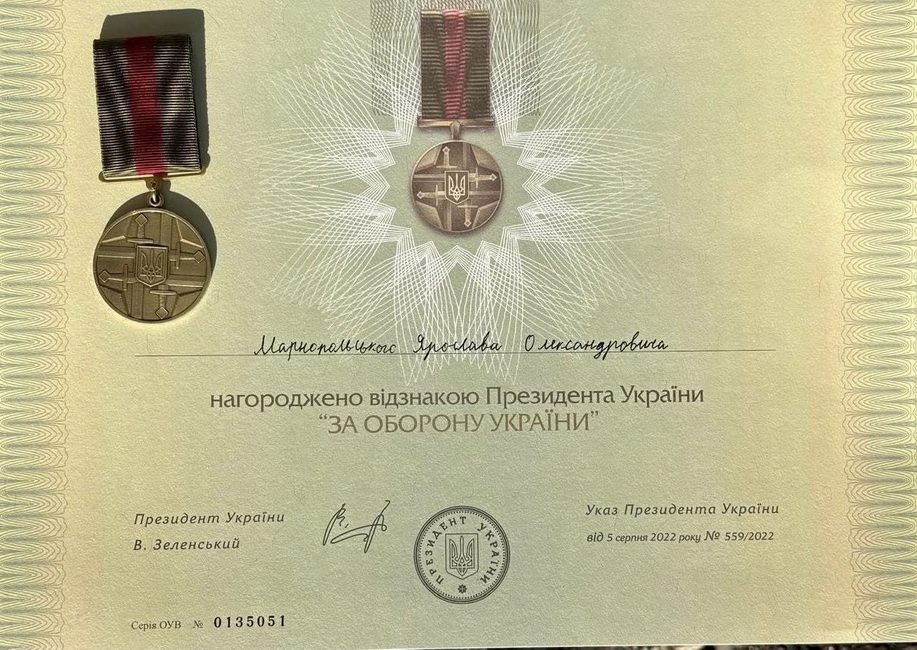 Марнопольського Ярослава Олександровича
нагороджено відзнакою Президента України
“ЗА ОБОРОНУ УКРАЇНИ”
Президент України
В. Зеленський
ПРЕЗИДЕНТ УКРАЇНИ
Указ Президента України
від 5 серпня 2022 року № 559/2022
Серія ОУВ № 0135051